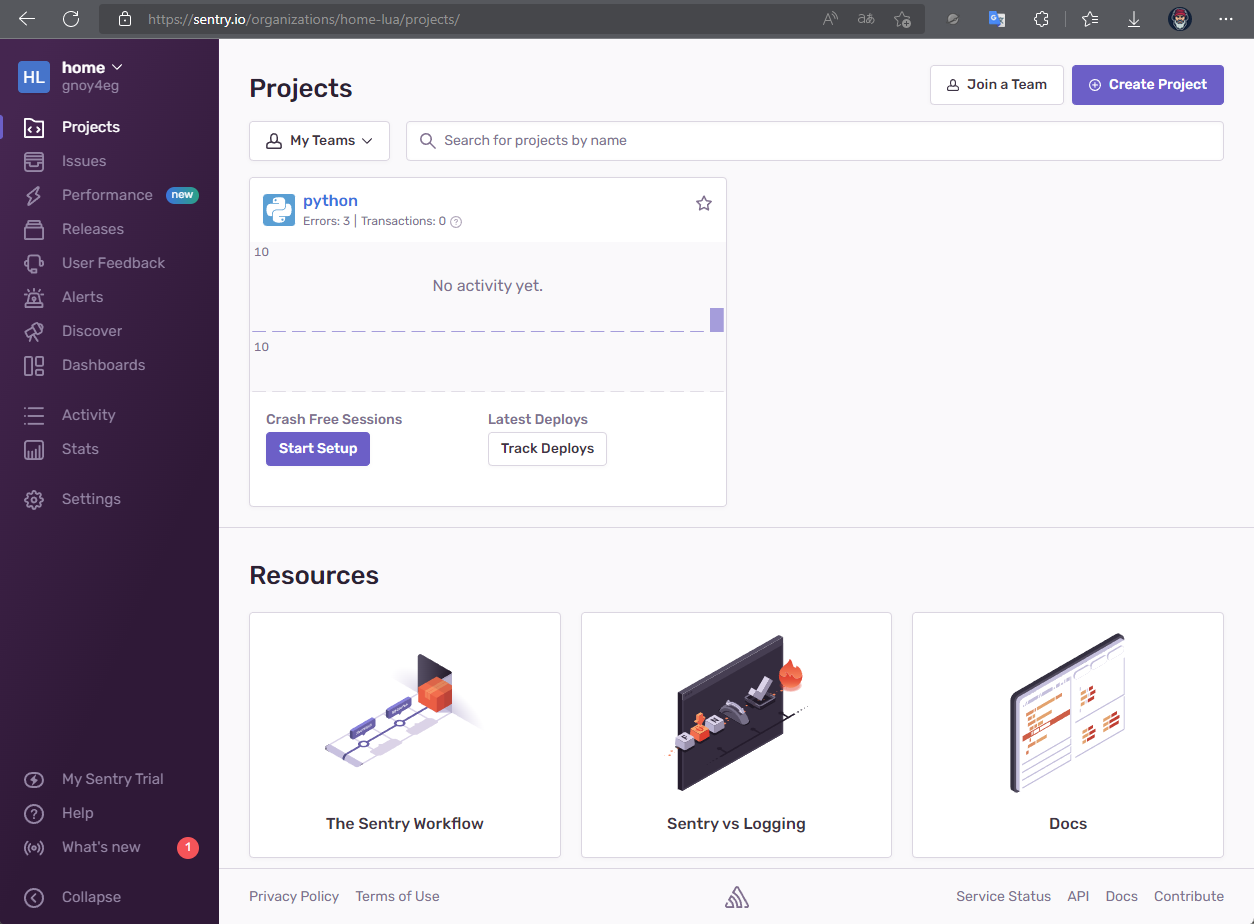 https://sentry.io/organizations/home-lua/projects/
HL
home
gnoy4eg
Projects
Issues
Performance new
Releases
User Feedback
Alerts
Discover
Dashboards
Activity
Stats
Settings
My Sentry Trial
Help
What's new 1
Collapse
Projects
Join a Team
Create Project
My Teams
Search for projects by name
python
Errors: 3 | Transactions: 0
10
No activity yet.
10
Crash Free Sessions
Latest Deploys
Start Setup
Track Deploys
Resources
The Sentry Workflow
Sentry vs Logging
Docs
Privacy Policy Terms of Use
Service Status API Docs Contribute